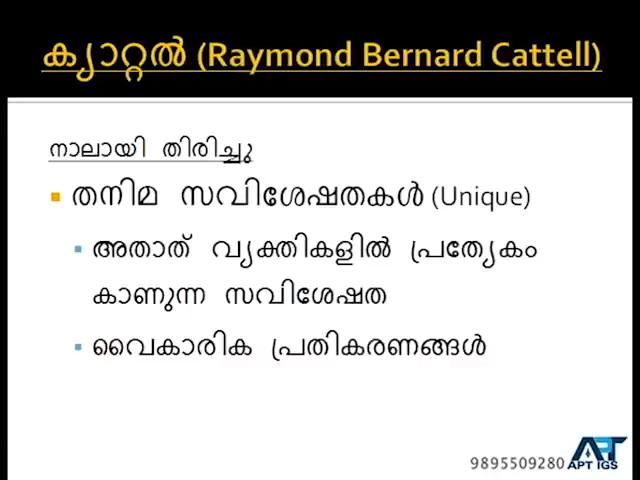 ക്യാറ്റൽ (Raymond Bernard Cattell)
നാലായി തിരിച്ചു
തനിമ സവിശേഷതകൾ (Unique)
അതാത് വ്യക്തികളിൽ പ്രത്യേകം
കാണുന്ന സവിശേഷത
വൈകാരിക പ്രതികരണങ്ങൾ
9895509280
APT
APT IGS